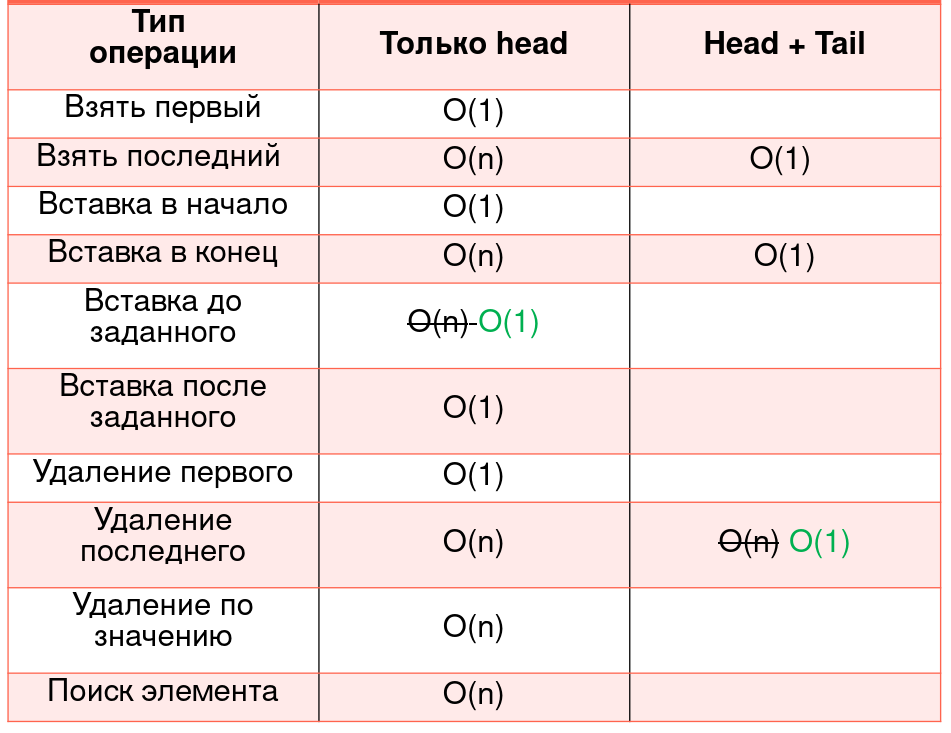 Тип
операции
Только head
Head + Tail
Взять первый
O(1)
Взять последний
O(n)
O(1)
Вставка в начало
O(1)
Вставка в конец
O(n)
O(1)
Вставка до
заданного
O(n) O(1)
Вставка после
заданного
O(1)
Удаление первого
O(1)
Удаление
последнего
O(n)
O(n) O(1)
Удаление по
значению
O(n)
Поиск элемента
O(n)